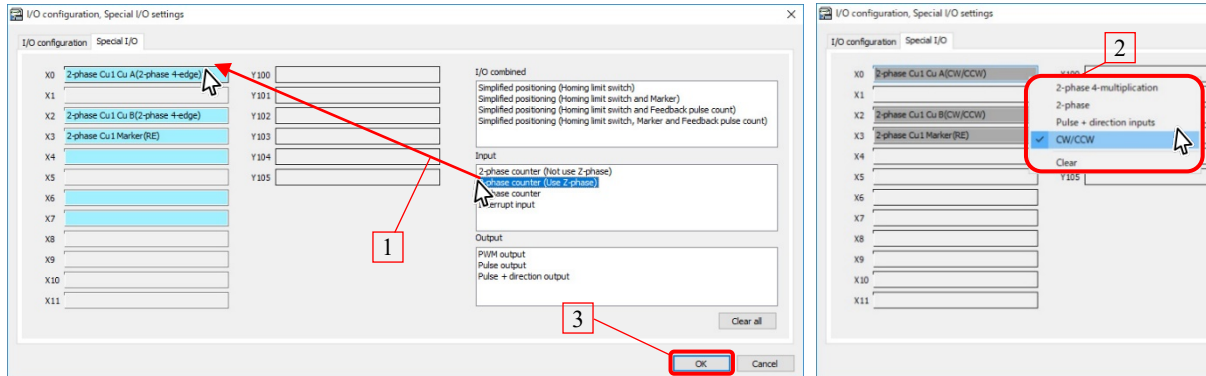 I/O configuration, Special I/O settings
I/O configuration Special I/O
X0 2-phase Cu1 Cu A(2-phase 4-edge)
X1
X2 2-phase Cu1 Cu B(2-phase 4-edge)
X3 2-phase Cu1 Marker(RE)
X4
X5
X6
X7
X8
X9
X10
X11
Y100
Y101
Y102
Y103
Y104
Y105
I/O combined
Simplified positioning (Homing limit switch)
Simplified positioning (Homing limit switch and Marker)
Simplified positioning (Homing limit switch and Feedback pulse count)
Simplified positioning (Homing limit switch, Marker and Feedback pulse count)
Input
2-phase counter (Not use Z-phase)
2-phase counter (Use Z-phase)
phase counter
Interrupt input
Output
PWM output
Pulse output
Pulse + direction output
Clear all
OK Cancel
1
3
I/O configuration, Special I/O settings
I/O configuration Special I/O
2
X0 2-phase Cu1 Cu A(CW/CCW)
X1
X2 2-phase Cu1 Cu B(CW/CCW)
X3 2-phase Cu1 Marker(RE)
X4
X5
X6
X7
X8
X9
X10
X11
Y100
2-phase 4-multiplication
2-phase
Pulse + direction inputs
CW/CCW
Clear
Y105